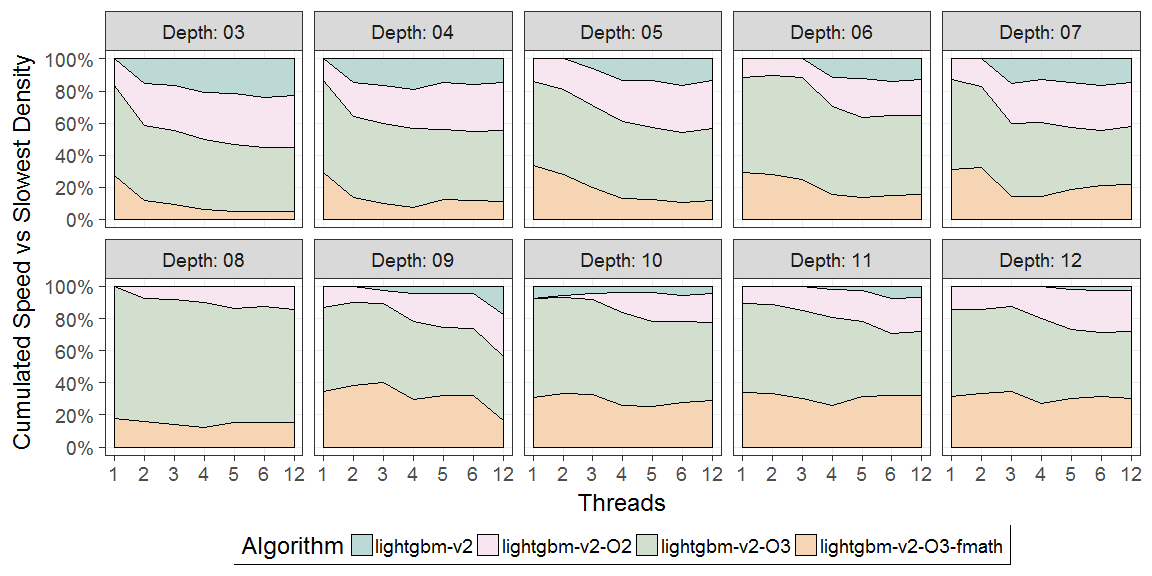 Depth: 03 Depth: 04 Depth: 05 Depth: 06 Depth: 07
100%
80%
60%
40%
20%
0%
Depth: 08 Depth: 09 Depth: 10 Depth: 11 Depth: 12
100%
80%
60%
40%
20%
0%
1 2 3 4 5 6 12 1 2 3 4 5 6 12 1 2 3 4 5 6 12 1 2 3 4 5 6 12 1 2 3 4 5 6 12
Cumulated Speed vs Slowest Density
Threads
Algorithm lightgbm-v2 lightgbm-v2-O2 lightgbm-v2-O3 lightgbm-v2-O3-fmath